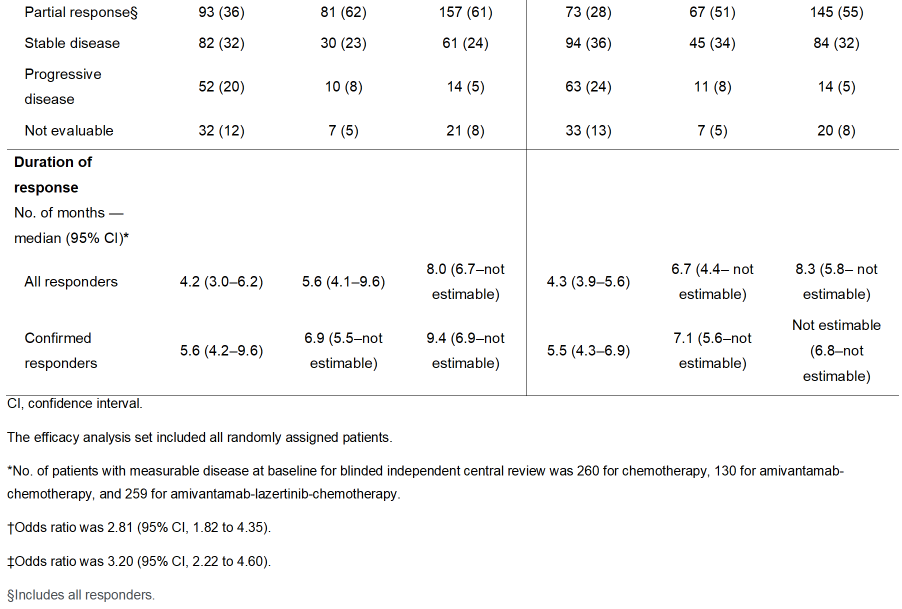 Partial response§ 93 (36) 81 (62) 157 (61) 73 (28) 67 (51) 145 (55)
Stable disease 82 (32) 30 (23) 61 (24) 94 (36) 45 (34) 84 (32)
Progressive
disease 52 (20) 10 (8) 14 (5) 63 (24) 11 (8) 14 (5)
Not evaluable 32 (12) 7 (5) 21 (8) 33 (13) 7 (5) 20 (8)
Duration of
response
No. of months —
median (95% CI)*
All responders 4.2 (3.0–6.2) 5.6 (4.1–9.6) 8.0 (6.7–not
estimable) 4.3 (3.9–5.6) 6.7 (4.4– not
estimable) 8.3 (5.8– not
estimable)
Confirmed
responders 5.6 (4.2–9.6) 6.9 (5.5–not
estimable) 9.4 (6.9–not
estimable) 5.5 (4.3–6.9) 7.1 (5.6–not
estimable) Not estimable
(6.8–not
estimable)
CI, confidence interval.
The efficacy analysis set included all randomly assigned patients.
*No. of patients with measurable disease at baseline for blinded independent central review was 260 for chemotherapy, 130 for amivantamab-
chemotherapy, and 259 for amivantamab-lazertinib-chemotherapy.
†Odds ratio was 2.81 (95% CI, 1.82 to 4.35).
‡Odds ratio was 3.20 (95% CI, 2.22 to 4.60).
§Includes all responders.